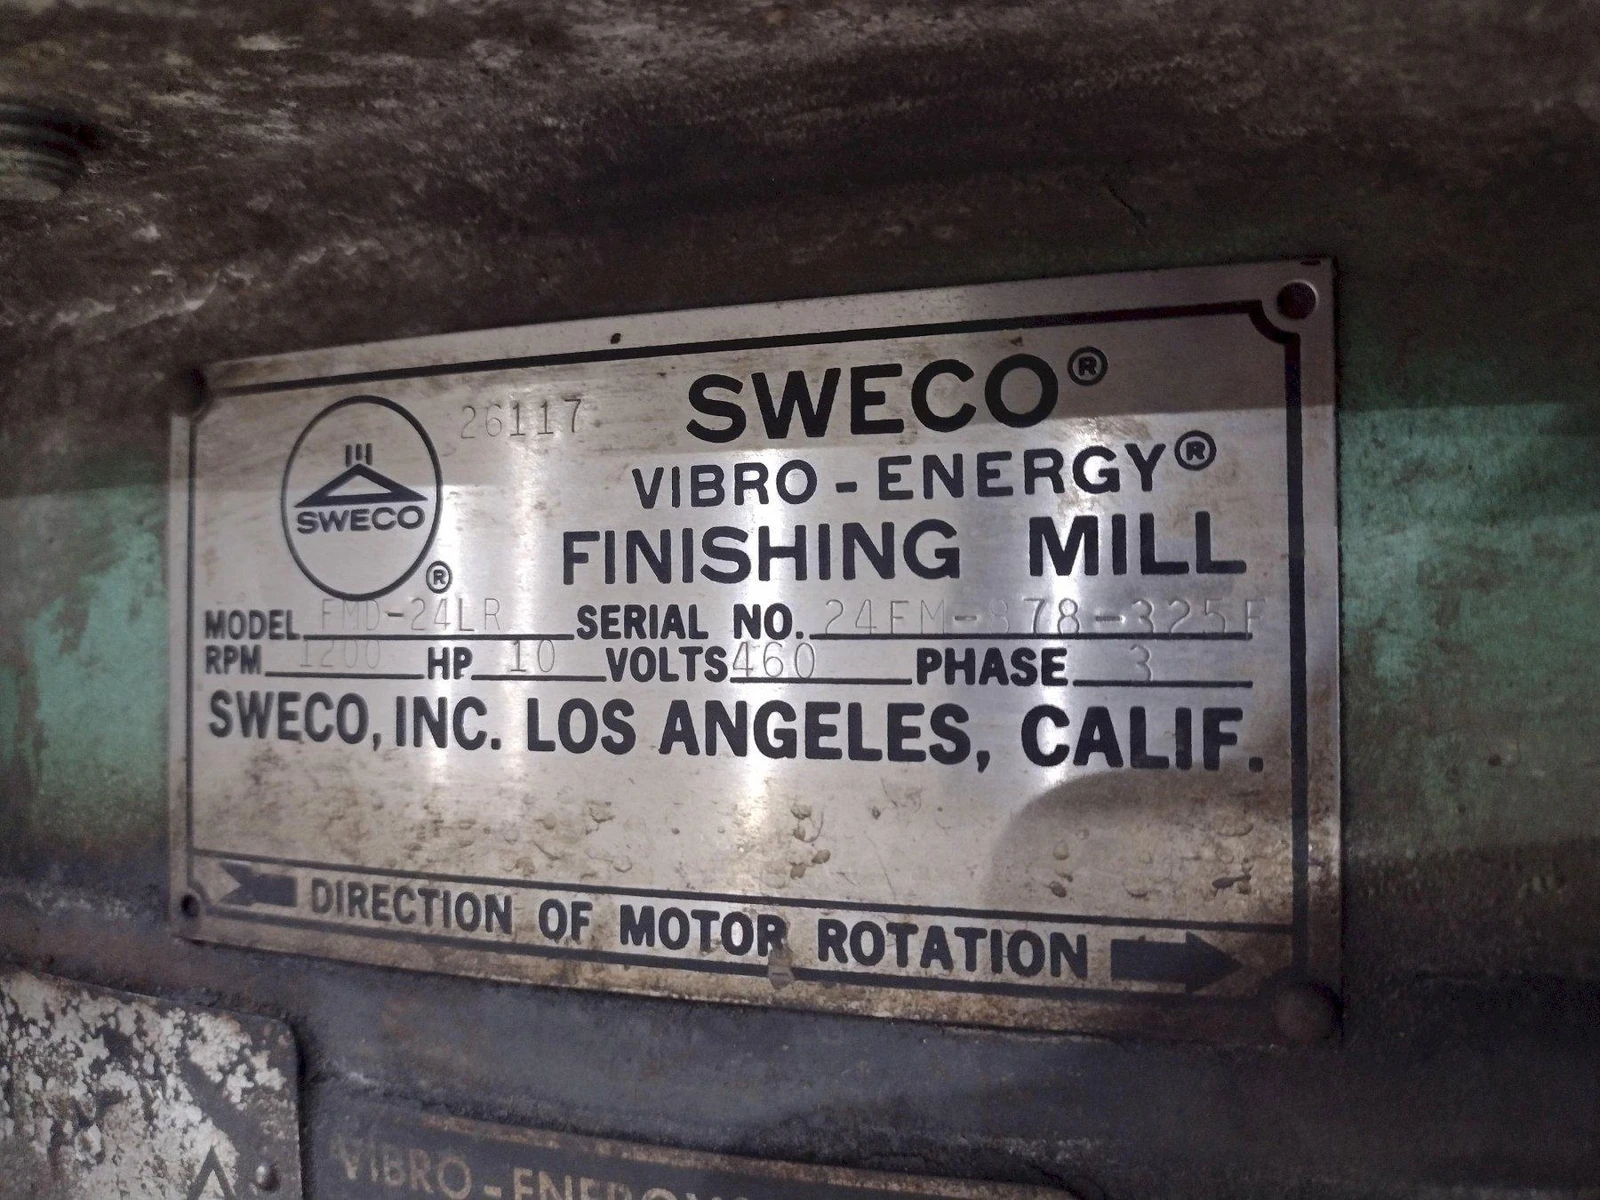 26117
SWECO®
VIBRO-ENERGY®
FINISHING MILL
SWECO
®
MODEL FMD-24LR SERIAL NO. 24FM-878-325F
RPM 1200 HP 10 VOLTS 460 PHASE 3
SWECO, INC. LOS ANGELES, CALIF.
DIRECTION OF MOTOR ROTATION
VIBRO-ENERGY